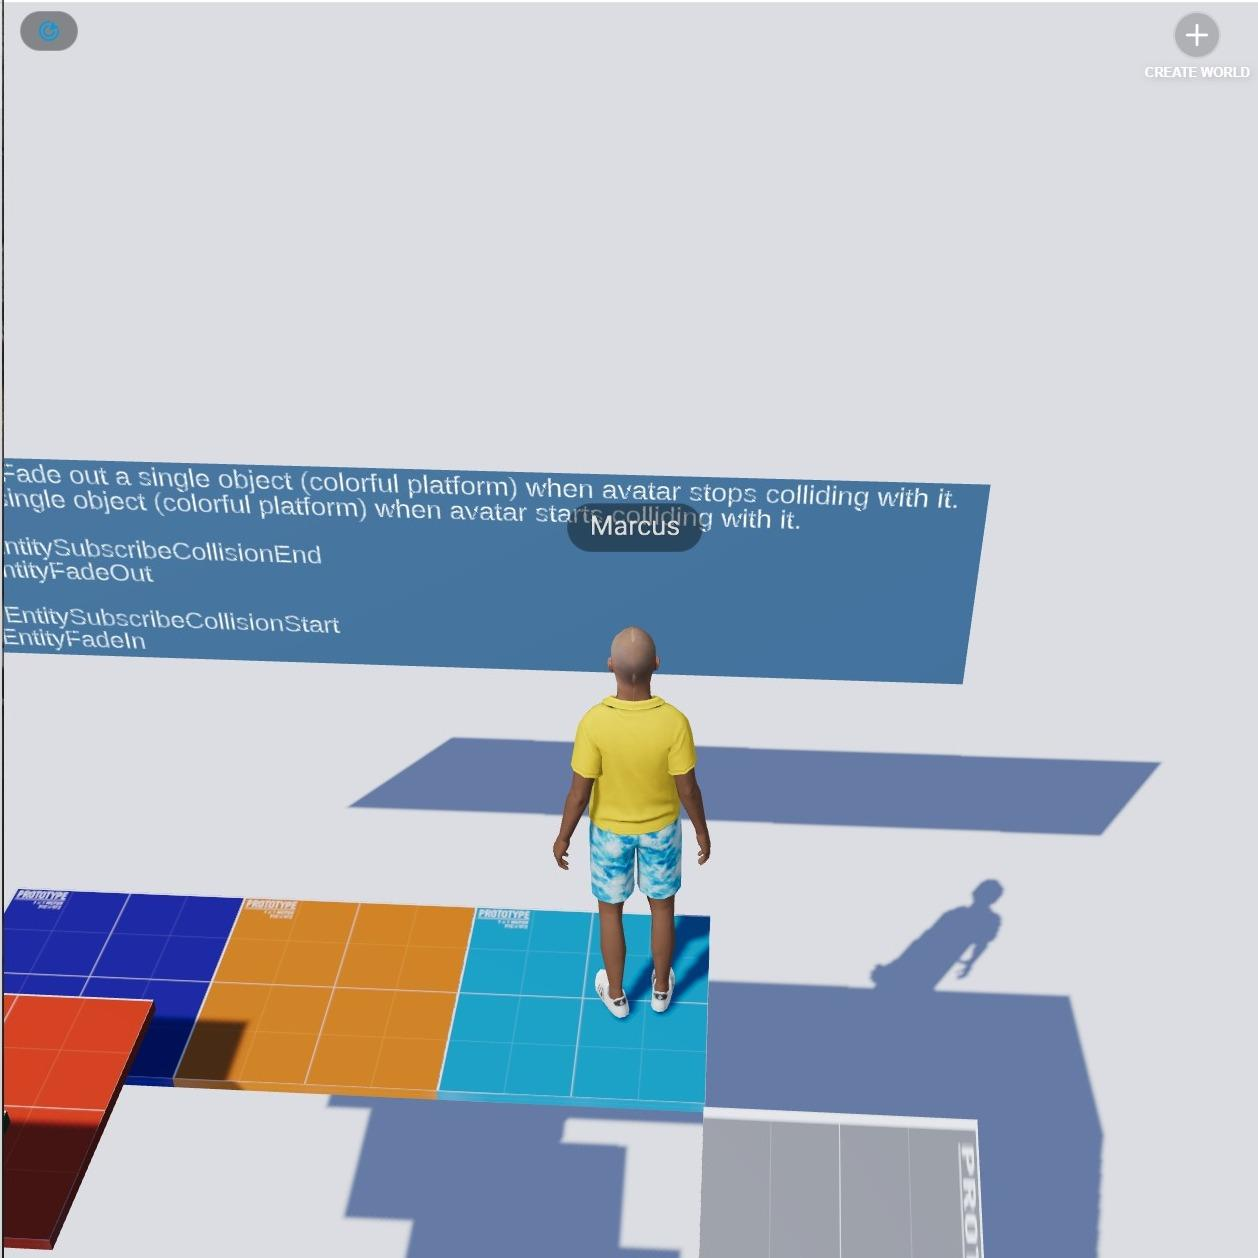 CREATE WORLD
Fade out a single object (colorful platform) when avatar stops colliding with it.
single object (colorful platform) when avatar starts colliding with it.
Marcus
ntitySubscribeCollisionEnd
ntityFadeOut
EntitySubscribeCollisionStart
EntityFadeIn
PROTOTYPE
PROTOTYPE
PROTOTYPE
PROT